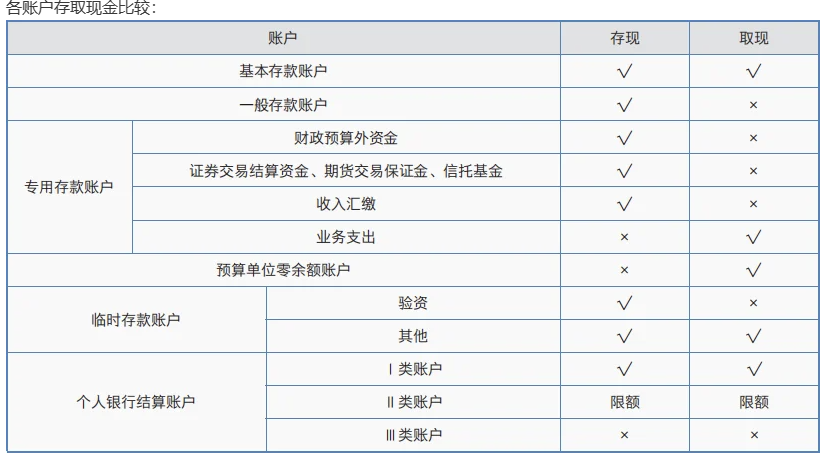 各账户存取现金比较：
账户 存现 取现
基本存款账户 √ √
一般存款账户 √ ×
专用存款账户 财政预算外资金 √ ×
证券交易结算资金、期货交易保证金、信托基金 √ ×
收入汇缴 √ ×
业务支出 × √
预算单位零余额账户 × √
临时存款账户 验资 √ ×
其他 √ √
个人银行结算账户 Ⅰ类账户 √ √
Ⅱ类账户 限额 限额
Ⅲ类账户 × ×